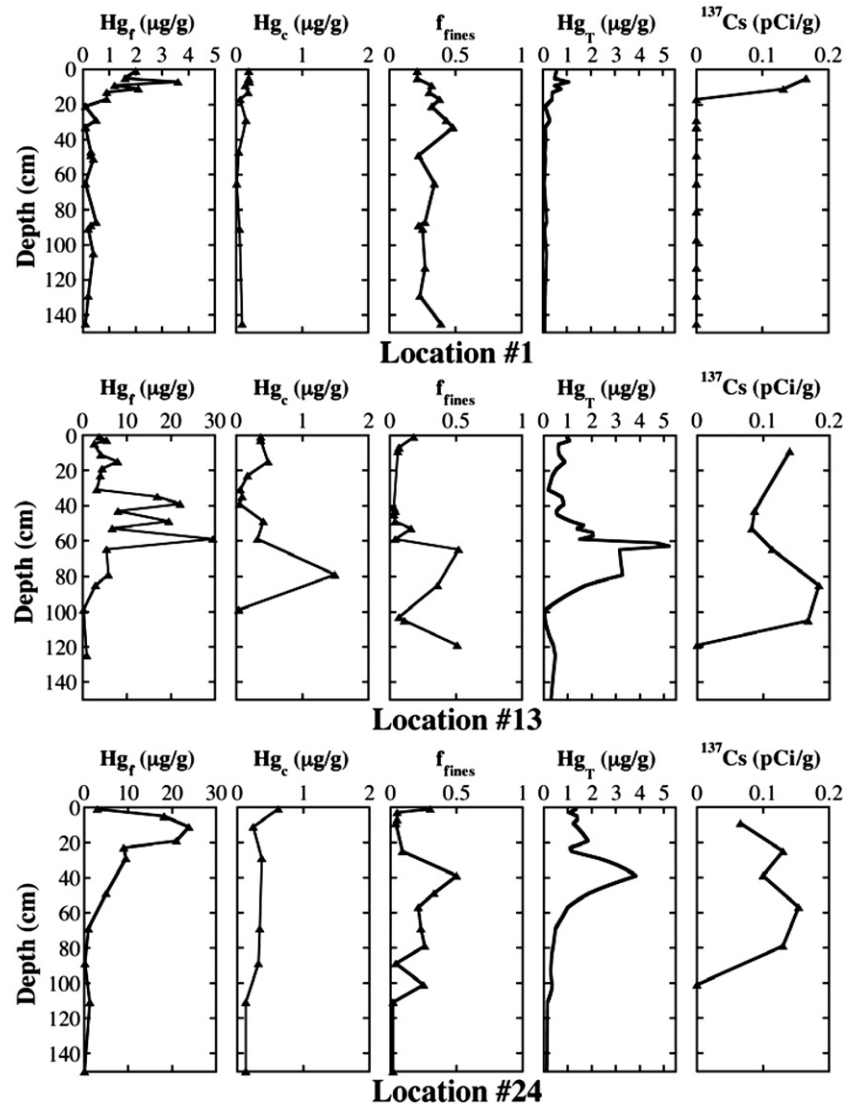 Hgf (μg/g) Hgc (μg/g) ffines HgT (μg/g) 137Cs (pCi/g)
0 1 2 3 4 5 0 1 2 0 0.5 1 0 1 2 3 4 5 0 0.1 0.2
0
20
40
60
80
100
120
140
Depth (cm)
Location #1
Hgf (μg/g) Hgc (μg/g) ffines HgT (μg/g) 137Cs (pCi/g)
0 10 20 30 0 1 2 0 0.5 1 0 1 2 3 4 5 0 0.1 0.2
0
20
40
60
80
100
120
140
Depth (cm)
Location #13
Hgf (μg/g) Hgc (μg/g) ffines HgT (μg/g) 137Cs (pCi/g)
0 10 20 30 0 1 2 0 0.5 1 0 1 2 3 4 5 0 0.1 0.2
0
20
40
60
80
100
120
140
Depth (cm)
Location #24